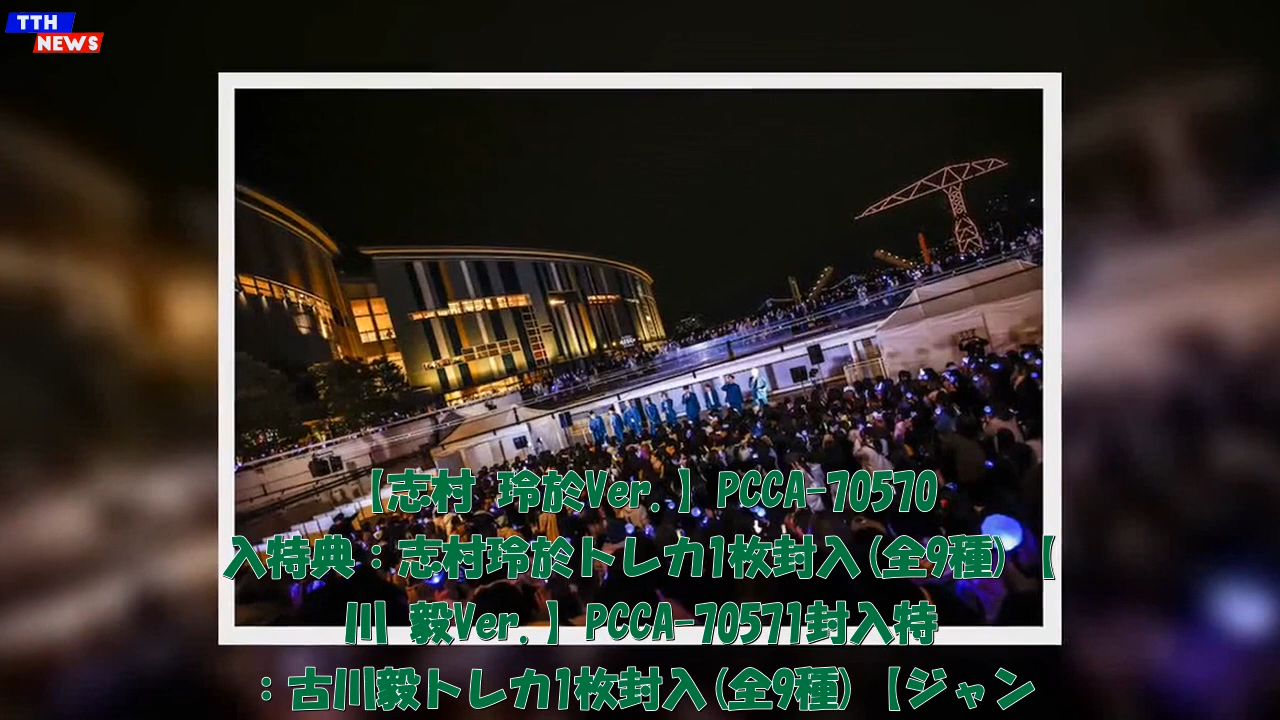 TTH
NEWS
【志村 玲於Ver.】PCCA-70570
入特典：志村玲於トレカ1枚封入(全9種)【
川 毅Ver.】PCCA-70571封入特
：古川毅トレカ1枚封入(全9種)【ジャン